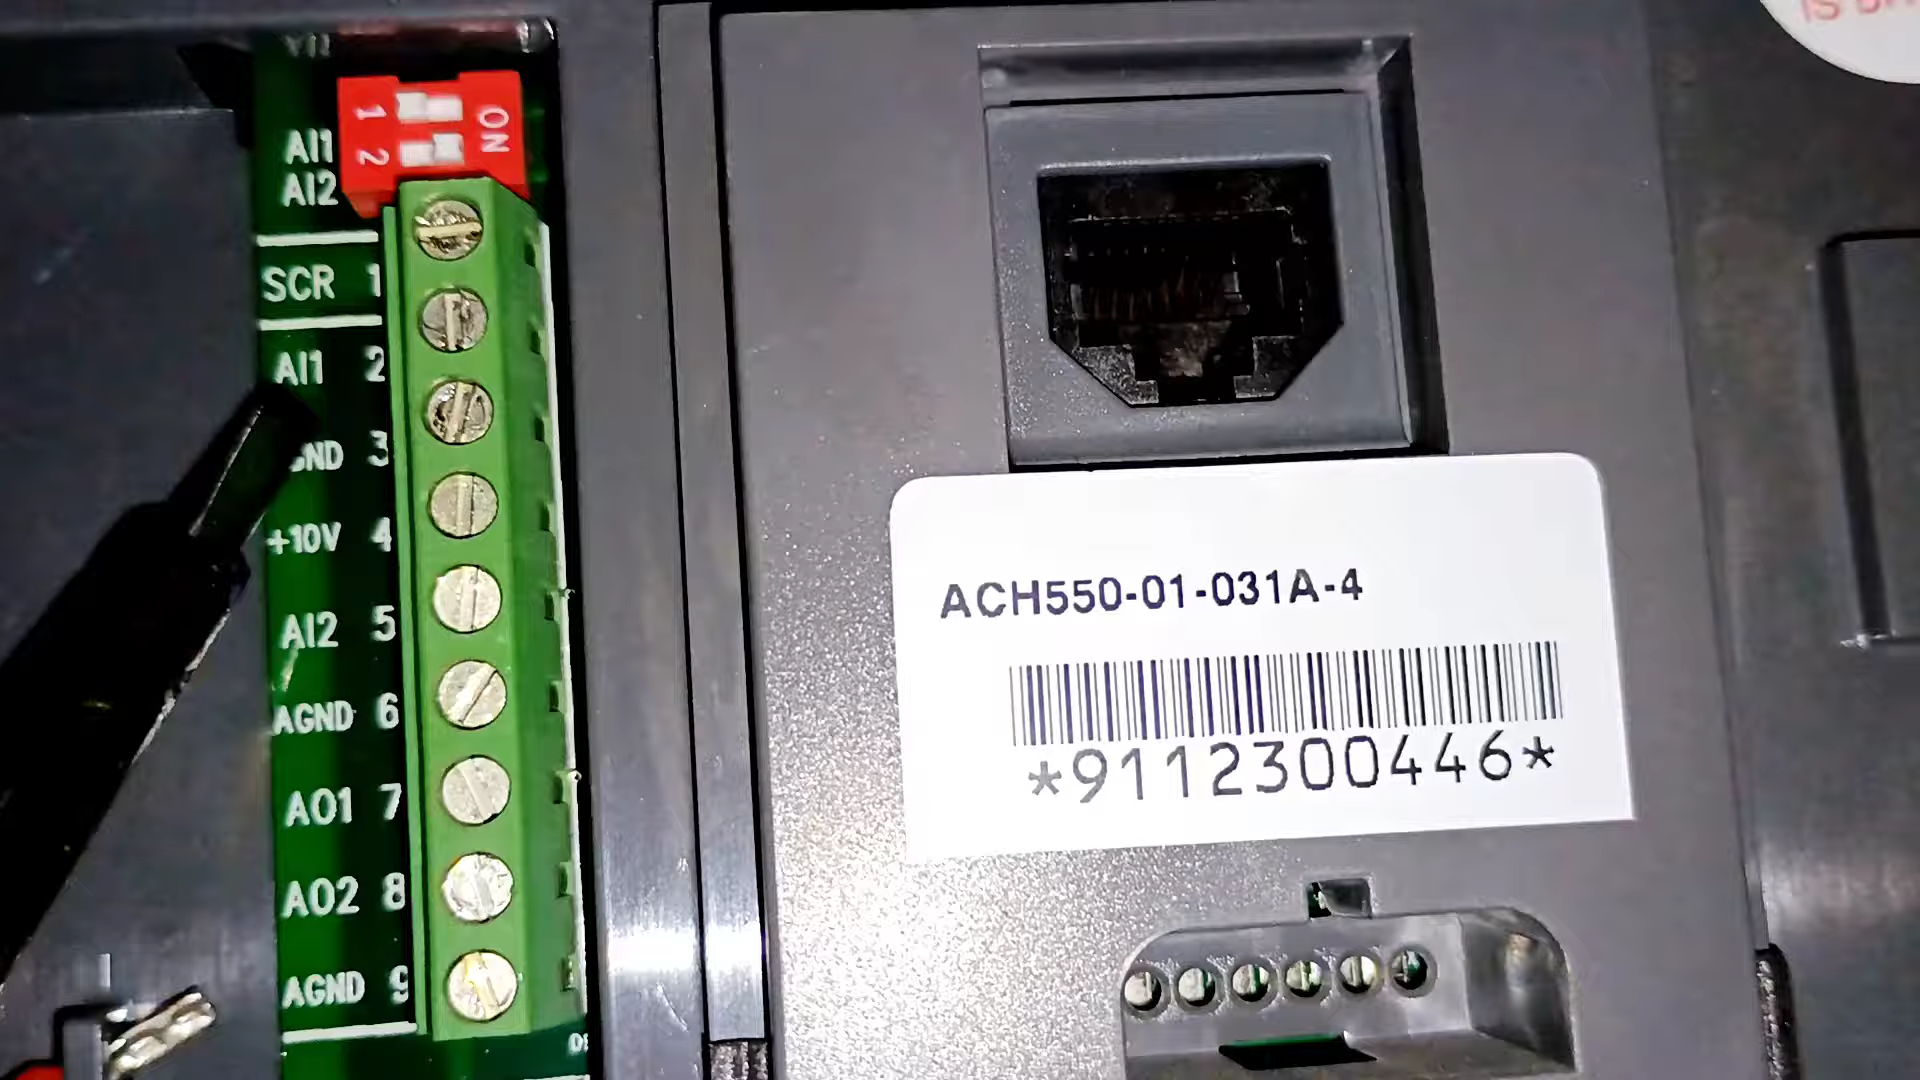 ON
1
2
AI1
AI2
SCR 1
AI1 2
GND 3
+10V 4
AI2 5
AGND 6
AO1 7
AO2 8
AGND 9
ACH550-01-031A-4
*9112300446*
IS